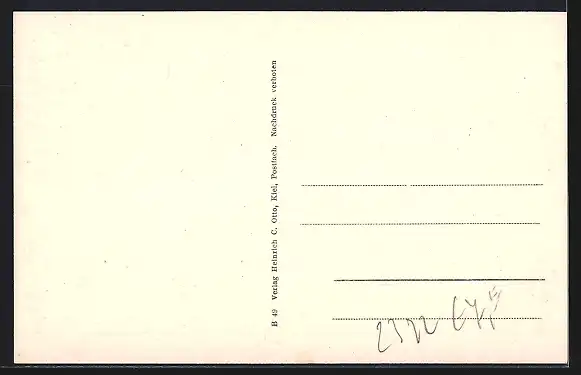 B 49 Verlag Heinrich C. Otto, Kiel, Postfach. Nachdruck verboten